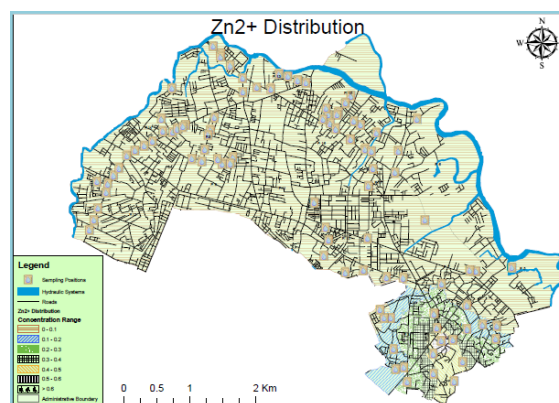 Zn2+ Distribution
N
W E
S
Legend
Sampling Positions
Hydraulic Systems
Roads
Zn2+ Distribution
Concentration Range
0 - 0.1
0.1 - 0.2
0.2 - 0.3
0.3 - 0.4
0.4 - 0.5
0.5 - 0.6
> 0.6
Administrative Boundary
0 0.5 1 2 Km